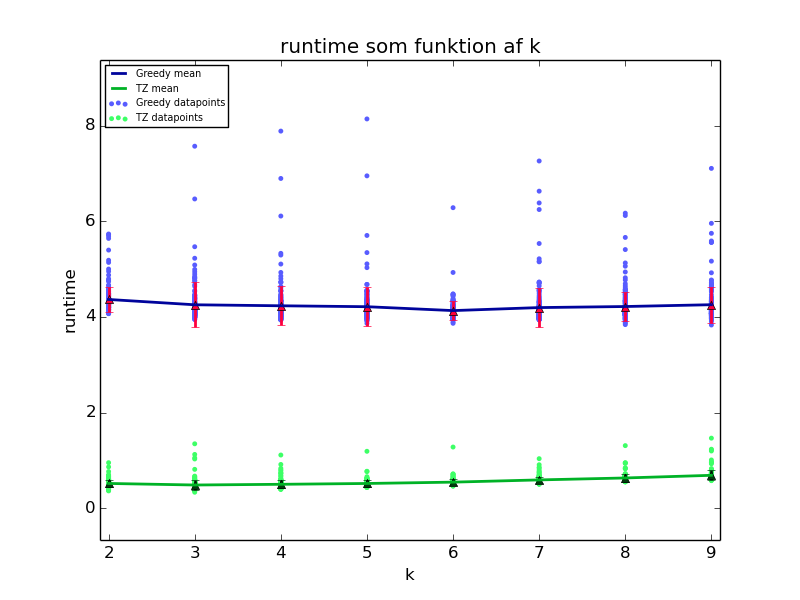 runtime som funktion af k
Greedy mean
TZ mean
Greedy datapoints
TZ datapoints
8
6
4
2
0
runtime
2 3 4 5 6 7 8 9
k